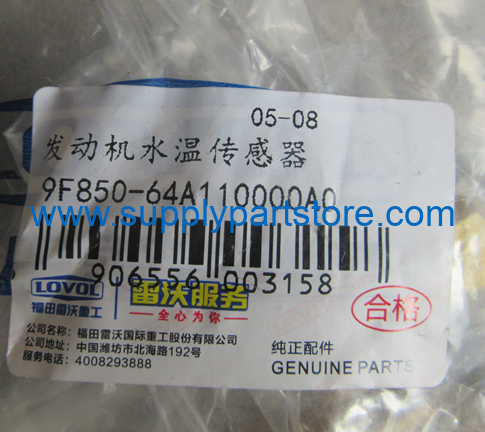 05-08
发动机水温传感器
9F850-64A110000A0
www.supplypartstore.com
906556 003158
LOVOL
福田雷沃重工
雷沃服务
全心为你
合格
公司名称:福田雷沃国际重工股份有限公司
公司地址:中国潍坊市北海路192号
服务电话:4008293888
纯正配件
GENUINE PARTS